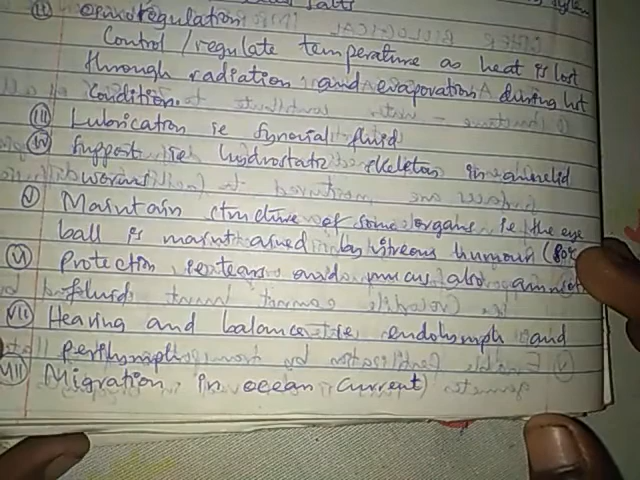 Control / regulate temperature as heat is lost
through radiation and evaporation during hot
condition.
(III) Lubrication ie synovial fluid
(IV) Support ie hydrostatic skeleton in annelid
worms
(V) Maintain structure of some organs ie the eye
ball is maintained by vitreous humour (80%
(VI) Protection ie tears and mucus also amniotic
fluid
(VII) Hearing and balance ie endolymph and
perilymph
(VIII) Migration in ocean current